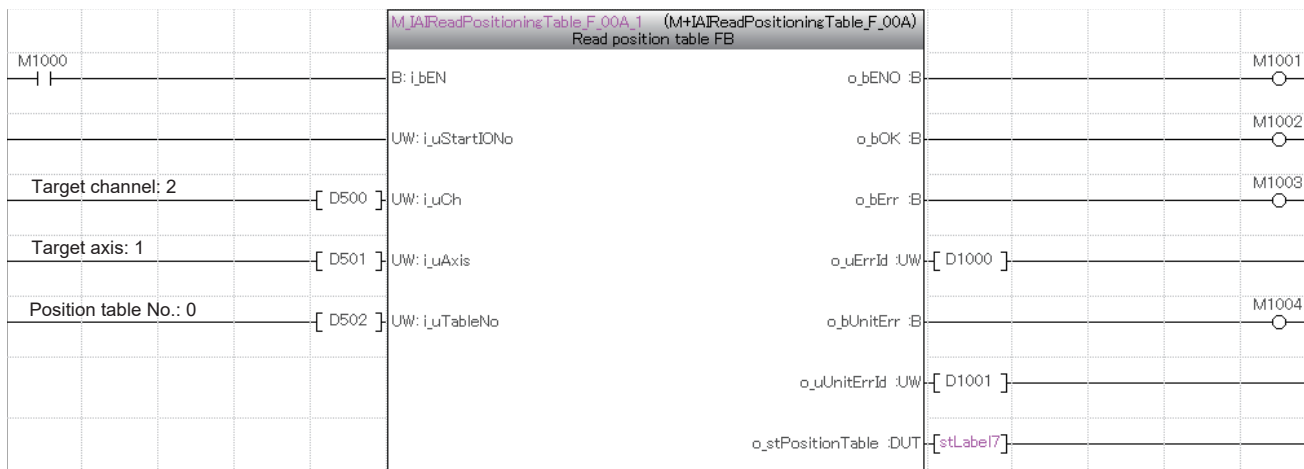 M_IAIReadPositioningTable_F_00A_1 (M+IAIReadPositioningTable_F_00A)
Read position table FB
M1000
B: i_bEN
o_bENO :B
M1001
UW: i_uStartIONo
o_bOK :B
M1002
Target channel: 2
[ D500 ]
UW: i_uCh
o_bErr :B
M1003
Target axis: 1
[ D501 ]
UW: i_uAxis
o_uErrId :UW
[ D1000 ]
Position table No.: 0
[ D502 ]
UW: i_uTableNo
o_bUnitErr :B
M1004
o_uUnitErrId :UW
[ D1001 ]
o_stPositionTable :DUT
[stLabel7]